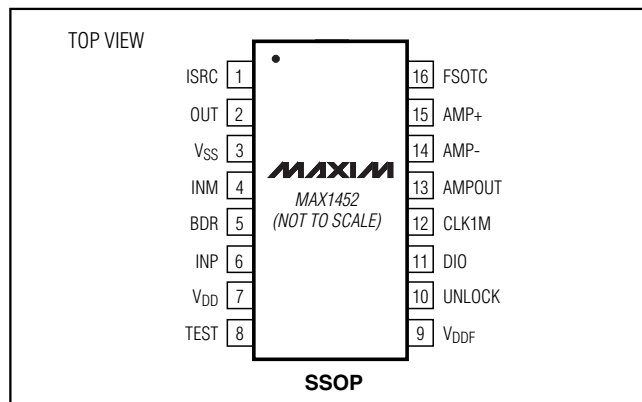 TOP VIEW
ISRC 1
OUT 2
VSS 3
INM 4
BDR 5
INP 6
VDD 7
TEST 8
MAXIM
MAX1452
(NOT TO SCALE)
16 FSOTC
15 AMP+
14 AMP-
13 AMPOUT
12 CLK1M
11 DIO
10 UNLOCK
9 VDDF
SSOP